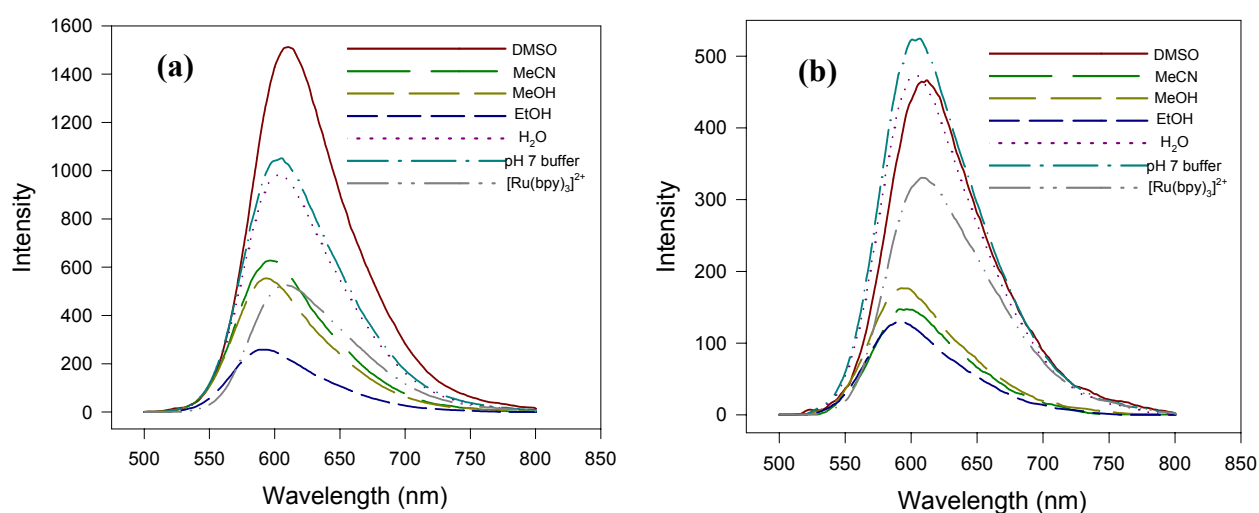 (a)
1600
1400
1200
1000
800
600
400
200
0
Intensity
DMSO
MeCN
MeOH
EtOH
H₂O
pH 7 buffer
[Ru(bpy)₃]²⁺
500 550 600 650 700 750 800 850
Wavelength (nm)
(b)
500
400
300
200
100
0
Intensity
DMSO
MeCN
MeOH
EtOH
H₂O
pH 7 buffer
[Ru(bpy)₃]²⁺
500 550 600 650 700 750 800 850
Wavelength (nm)